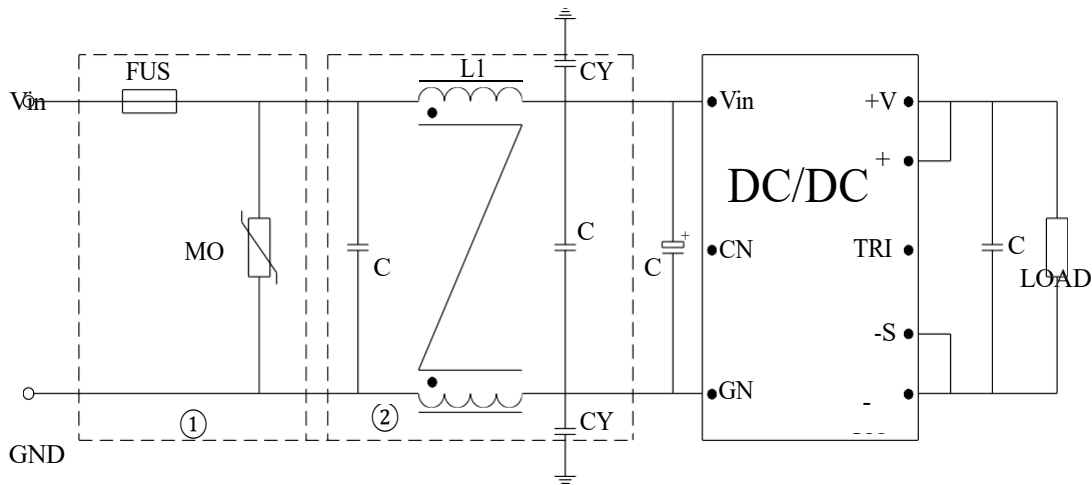 FUS
L1
CY
Vin
Vin
+V
+
DC/DC
MO
C
C
C
+
CN
TRI
C
LOAD
-S
GN
-
①
②
CY
GND